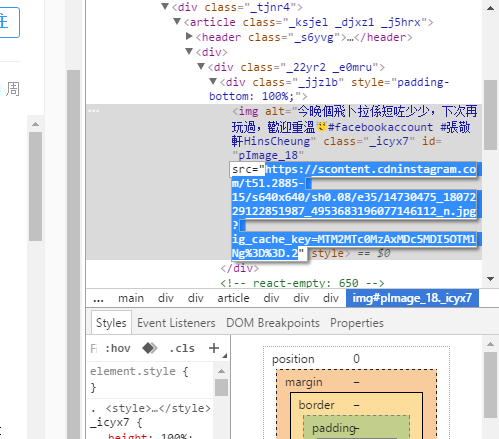 主
周
<div class="_tjnr4">
<article class="_ksjel _djxz1 _j5hrx">
<header class="_s6yvg">…</header>
<div>
<div class="_22yr2 _e0mru">
<div class="_jjzlb" style="padding-
bottom: 100%;">
<img alt="今晚個飛卜拉係短咗少少，下次再
玩過，歡迎重溫😊#facebookaccount #張敬
軒HinsCheung" class="_icyx7" id=
"pImage_18"
src="https://scontent.cdninstagram.co
m/t51.2885-
15/s640x640/sh0.08/e35/14730475_18072
29122851987_4953683196077146112_n.jpg
?
ig_cache_key=MTM2MTc0MzAxMDc5MDI5OTM1
Ng%3D%3D.2" style> == $0
</div>
<!-- react-empty: 650 -->
... main div div article div div div img#pImage_18._icyx7
Styles Event Listeners DOM Breakpoints Properties
:hov .cls +
element.style {
}
. <style>…</style>
_icyx7 {
height: 100%;
position 0
margin –
border –
padding –